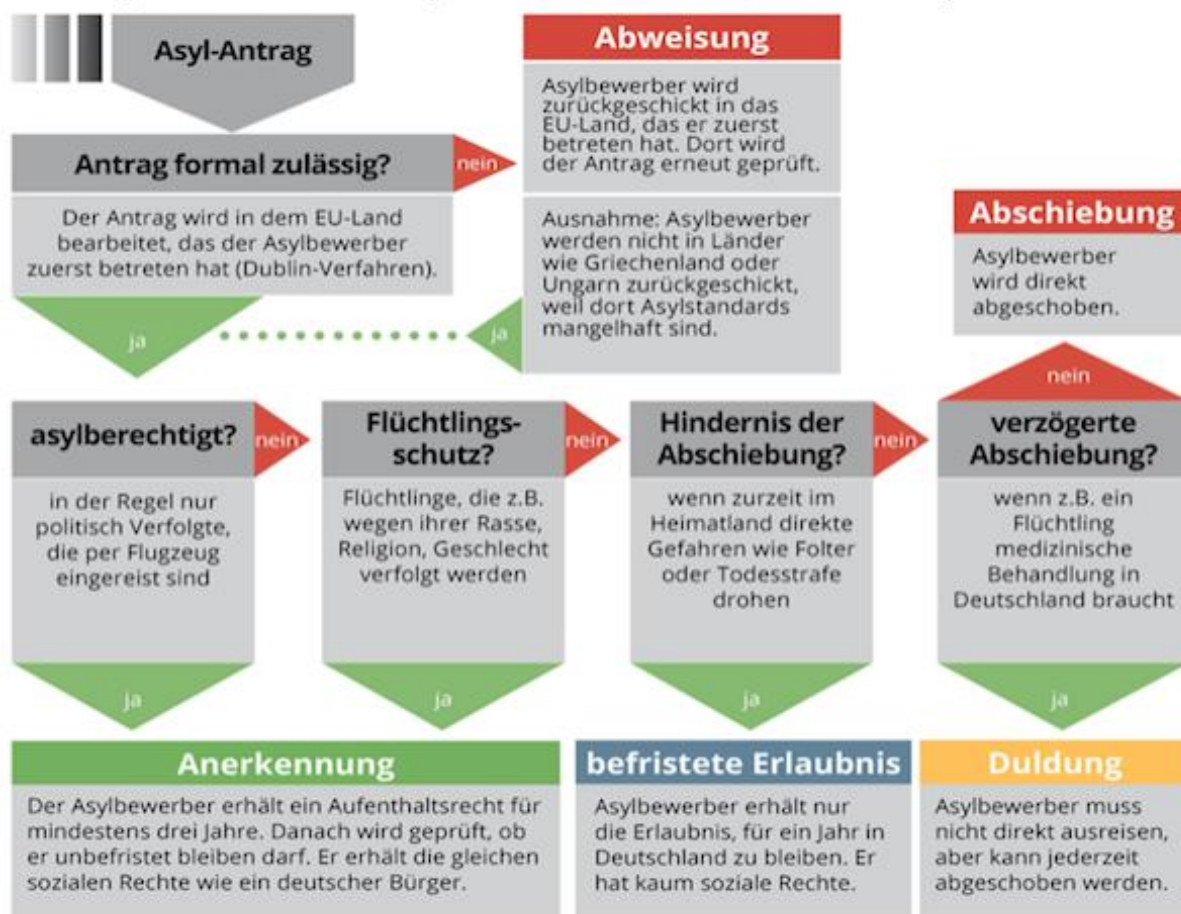 Asyl-Antrag
Abweisung
Asylbewerber wird
zurückgeschickt in das
EU-Land, das er zuerst
betreten hat. Dort wird
der Antrag erneut geprüft.
Antrag formal zulässig?
nein
Der Antrag wird in dem EU-Land
bearbeitet, das der Asylbewerber
zuerst betreten hat (Dublin-Verfahren).
Ausnahme: Asylbewerber
werden nicht in Länder
wie Griechenland oder
Ungarn zurückgeschickt,
weil dort Asylstandards
mangelhaft sind.
ja
ja
Abschiebung
Asylbewerber
wird direkt
abgeschoben.
nein
asylberechtigt?
nein
in der Regel nur
politisch Verfolgte,
die per Flugzeug
eingereist sind
ja
Flüchtlings-
schutz?
nein
Flüchtlinge, die z.B.
wegen ihrer Rasse,
Religion, Geschlecht
verfolgt werden
ja
Hindernis der
Abschiebung?
nein
wenn zurzeit im
Heimatland direkte
Gefahren wie Folter
oder Todesstrafe
drohen
ja
verzögerte
Abschiebung?
wenn z.B. ein
Flüchtling
medizinische
Behandlung in
Deutschland braucht
ja
Anerkennung
Der Asylbewerber erhält ein Aufenthaltsrecht für
mindestens drei Jahre. Danach wird geprüft, ob
er unbefristet bleiben darf. Er erhält die gleichen
sozialen Rechte wie ein deutscher Bürger.
befristete Erlaubnis
Asylbewerber erhält nur
die Erlaubnis, für ein Jahr in
Deutschland zu bleiben. Er
hat kaum soziale Rechte.
Duldung
Asylbewerber muss
nicht direkt ausreisen,
aber kann jederzeit
abgeschoben werden.